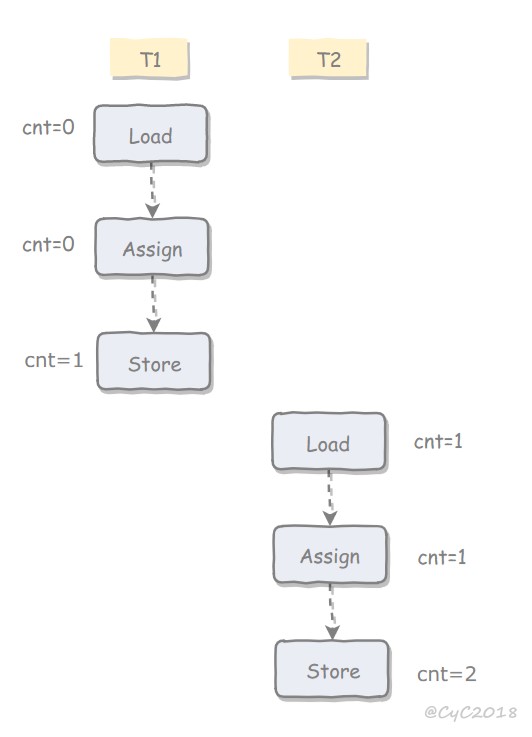 T1 T2
cnt=0 Load
cnt=0 Assign
cnt=1 Store
Load cnt=1
Assign cnt=1
Store cnt=2
@CyC2018